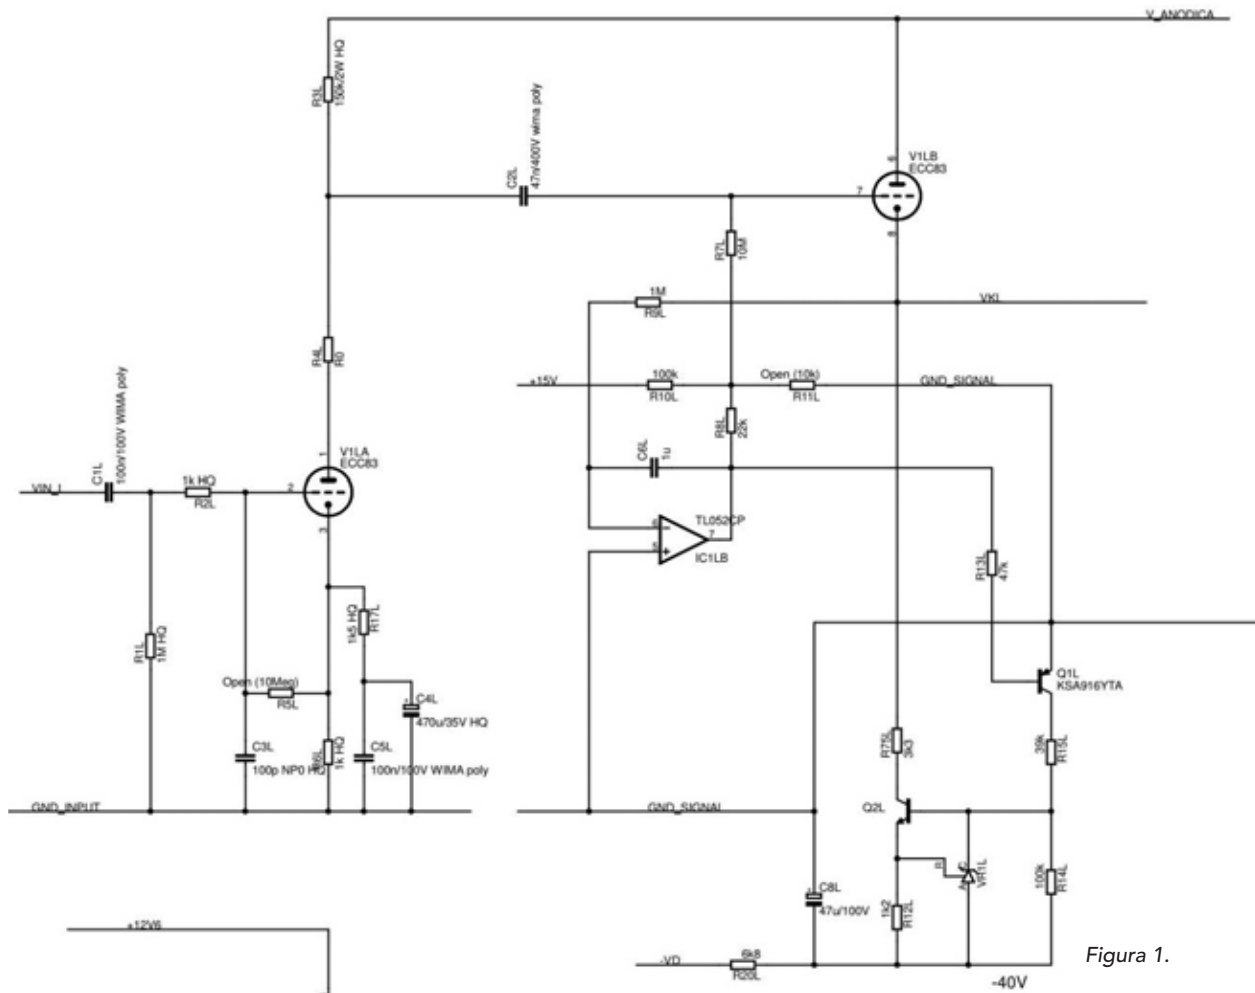 V_ANODICA
R3L
150k/2W HQ
C2L
47n/400V wima poly
6
V1LB
ECC83
7
8
R7L
10M
1M
R9L
VKL
R4L
R0
+15V
100k
R10L
Open (10k)
R11L
GND_SIGNAL
R8L
22k
C6L
1u
C1L
100n/100V WIMA poly
1
V1LA
ECC83
VIN_L
1k HQ
R2L
2
3
TL052CP
6
7
5
IC1LB
R13L
47k
R1L
1M HQ
1k5 HQ
R17L
Open (10Meg)
R5L
C4L
470u/35V HQ
Q1L
KSA916YTA
C3L
100p NP0 HQ
R6L
1k HQ
C5L
100n/100V WIMA poly
R75L
3k3
39k
R15L
GND_INPUT
GND_SIGNAL
Q2L
R
A
C
VR1L
100k
R14L
C8L
47u/100V
1k2
R12L
+12V6
-VD
6k8
R20L
-40V
Figura 1.